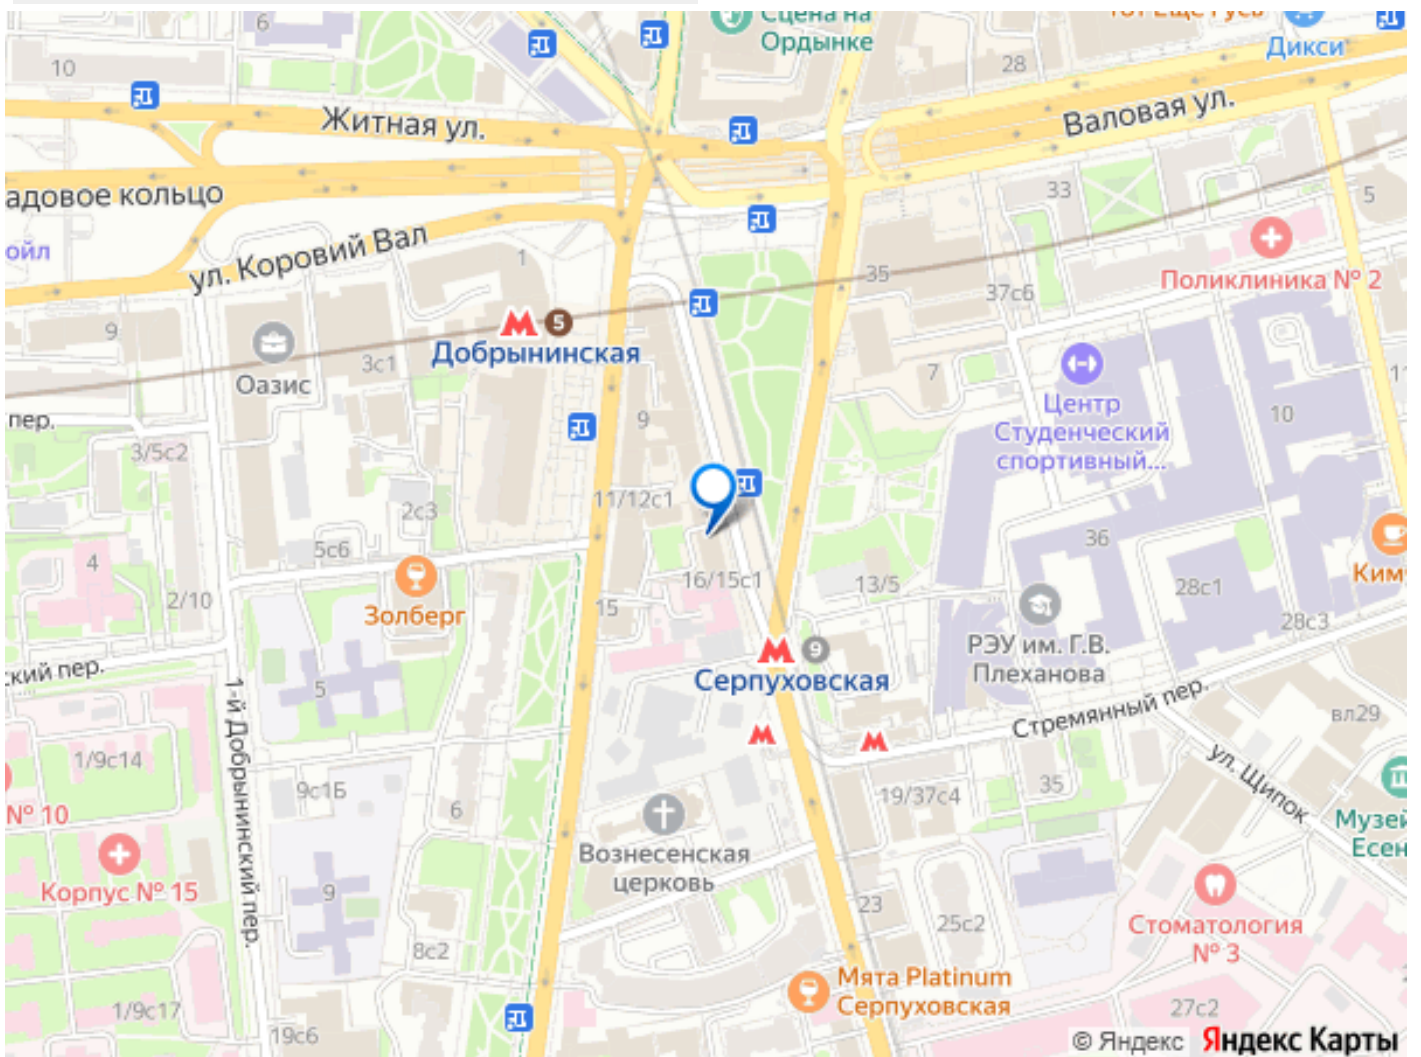 6
Сцена на
Ордынке
Дикси
10
28
Житная ул.
Валовая ул.
адовое кольцо
33
5
ойл
ул. Коровий Вал
1
35
37с6
Поликлиника № 2
9
5
Добрынинская
Оазис
3с1
7
Центр
Студенческий
спортивный...
10
пер.
3/5с2
9
11/12с1
2с3
36
5с6
4
2/10
Золберг
15
16/15с1
13/5
28с1
28с3
9
Серпуховская
РЭУ им. Г.В.
Плеханова
ский пер.
5
1-й Добрынинский пер.
Стремянный пер.
вл29
ул. Щипок
1/9с14
№ 10
9с1Б
6
19/37с4
35
Музей
Есен
Корпус № 15
Вознесенская
церковь
9
23
25с2
Стоматология
№ 3
8с2
Мята Platinum
Серпуховская
1/9с17
19с6
27с2
© Яндекс Яндекс Карты